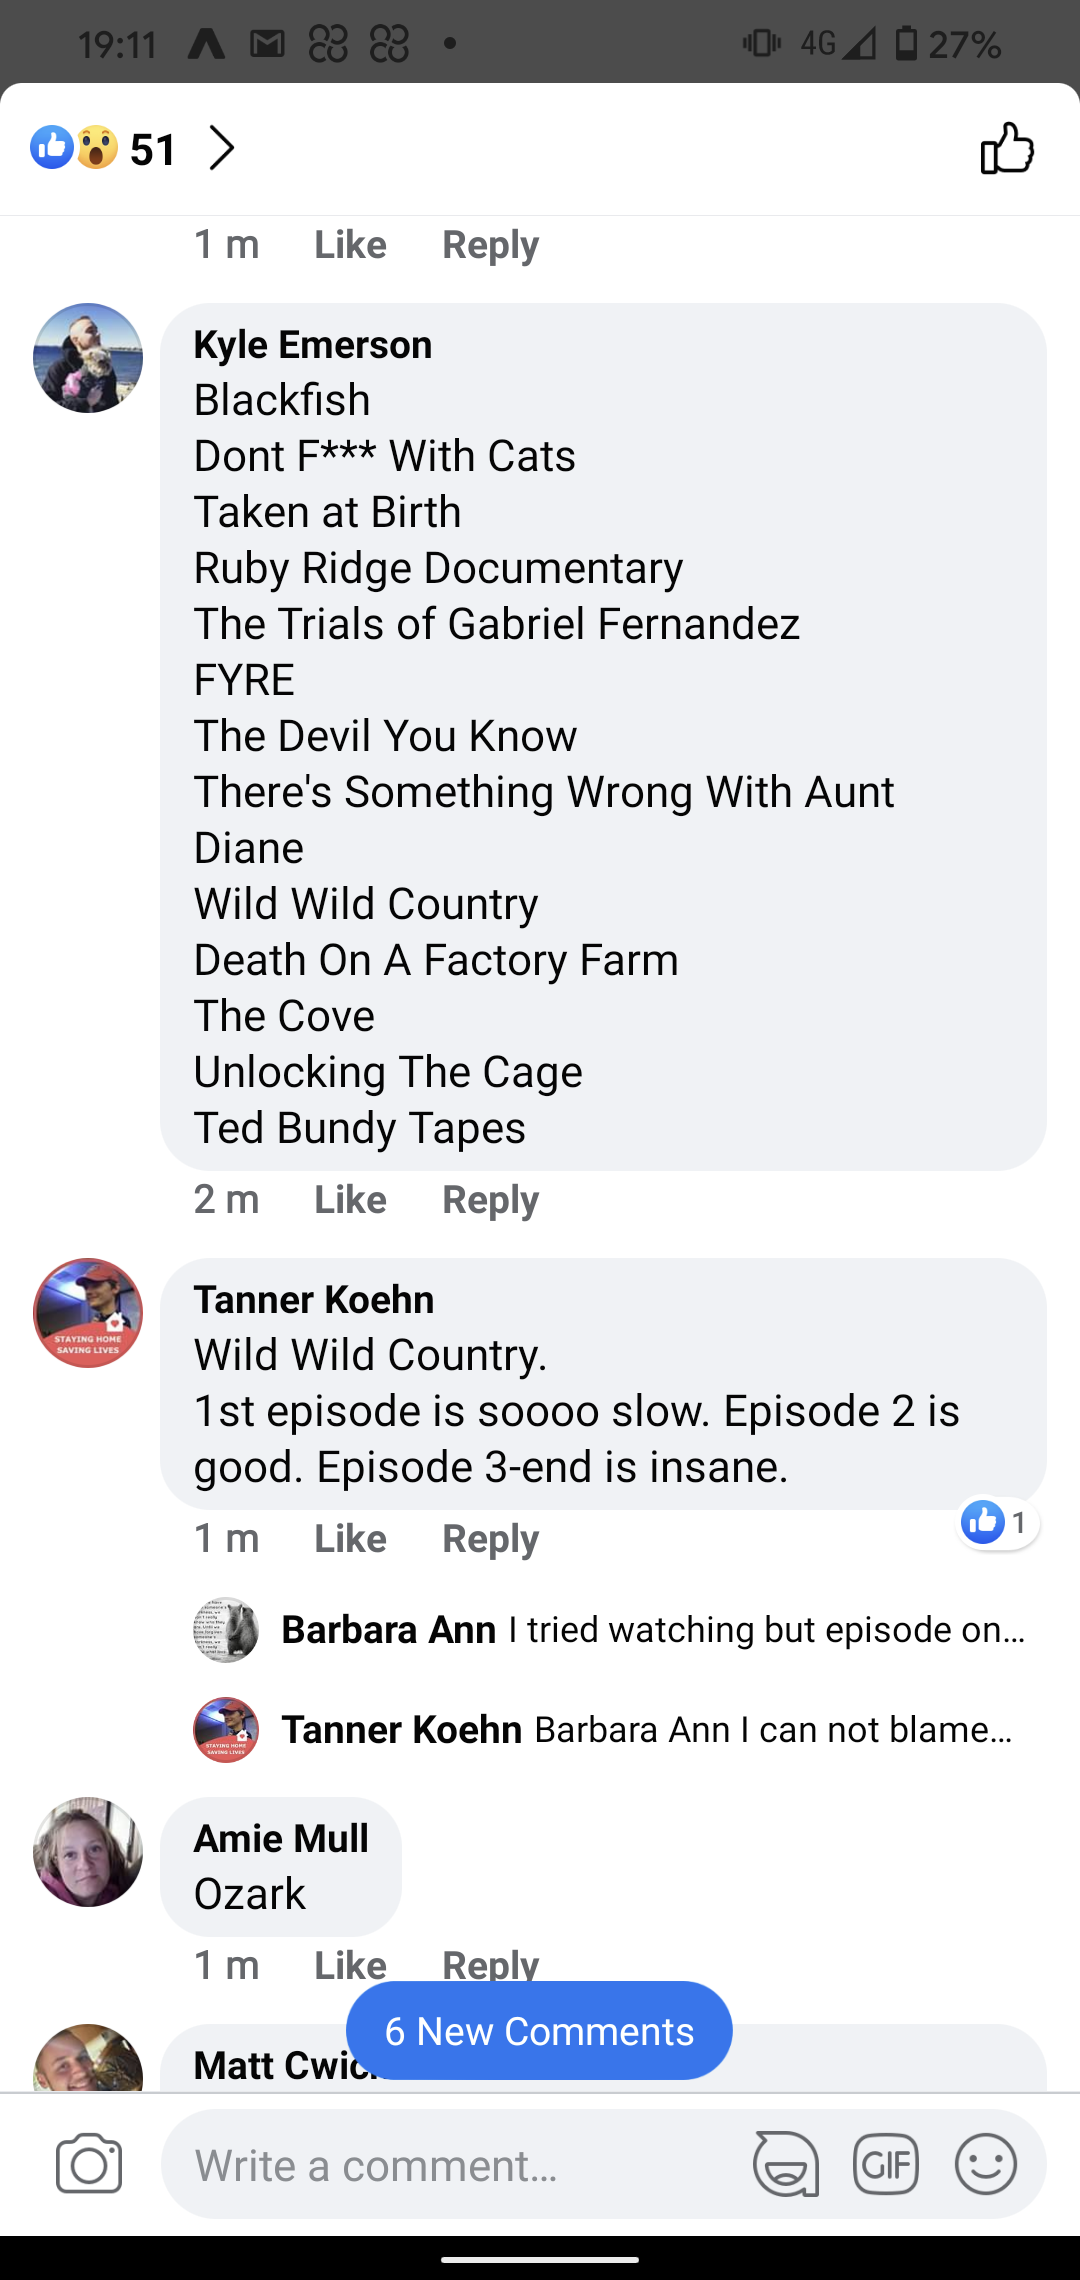 19:11 4G 27%
51
1 m Like Reply
Kyle Emerson
Blackfish
Dont F*** With Cats
Taken at Birth
Ruby Ridge Documentary
The Trials of Gabriel Fernandez
FYRE
The Devil You Know
There's Something Wrong With Aunt
Diane
Wild Wild Country
Death On A Factory Farm
The Cove
Unlocking The Cage
Ted Bundy Tapes
2 m Like Reply
Tanner Koehn
Wild Wild Country.
1st episode is soooo slow. Episode 2 is
good. Episode 3-end is insane.
STAYING HOME
SAVING LIVES
1 m Like Reply
1
Barbara Ann I tried watching but episode on...
Tanner Koehn Barbara Ann I can not blame...
STAYING HOME
SAVING LIVES
Amie Mull
Ozark
1 m Like Reply
6 New Comments
Matt
Write a comment...
GIF